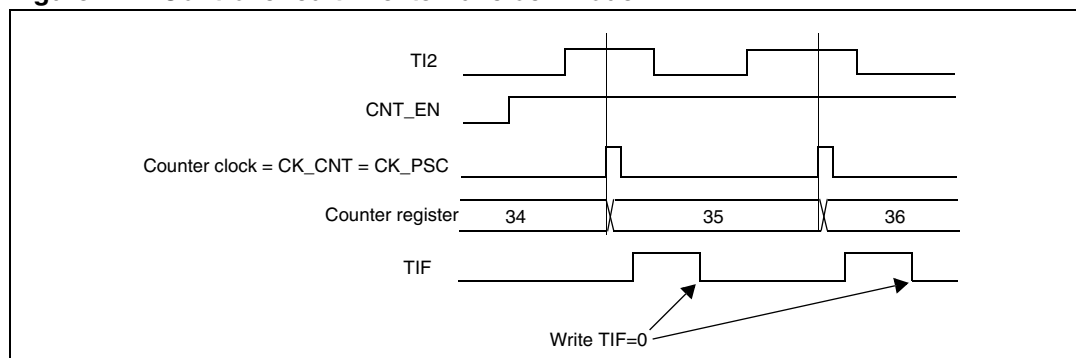 TI2
CNT_EN
Counter clock = CK_CNT = CK_PSC
Counter register 34 35 36
TIF
Write TIF=0